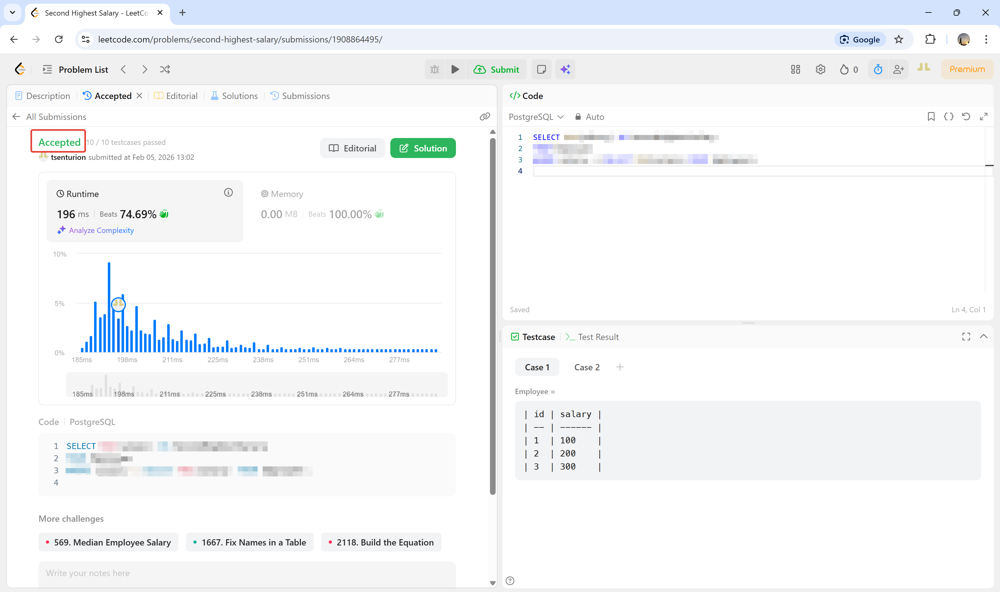 Second Highest Salary - LeetCo
leetcode.com/problems/second-highest-salary/submissions/1908864495/
Google
Problem List
Submit
0
Premium
Description
Accepted
Editorial
Solutions
Submissions
All Submissions
Accepted 10 / 10 testcases passed
tsenturion submitted at Feb 05, 2026 13:02
Editorial
Solution
Runtime
196 ms Beats 74.69%
Analyze Complexity
Memory
0.00 MB Beats 100.00%
10%
5%
0%
185ms 198ms 211ms 225ms 238ms 251ms 264ms 277ms
185ms 198ms 211ms 225ms 238ms 251ms 264ms 277ms
Code PostgreSQL
1 SELECT
2
3
4
More challenges
569. Median Employee Salary
1667. Fix Names in a Table
2118. Build the Equation
Write your notes here
</> Code
PostgreSQL Auto
1 SELECT
2
3
4
Saved
Ln 4, Col 1
Testcase
>_ Test Result
Case 1 Case 2 +
Employee =
| id | salary |
| -- | ------ |
| 1 | 100 |
| 2 | 200 |
| 3 | 300 |